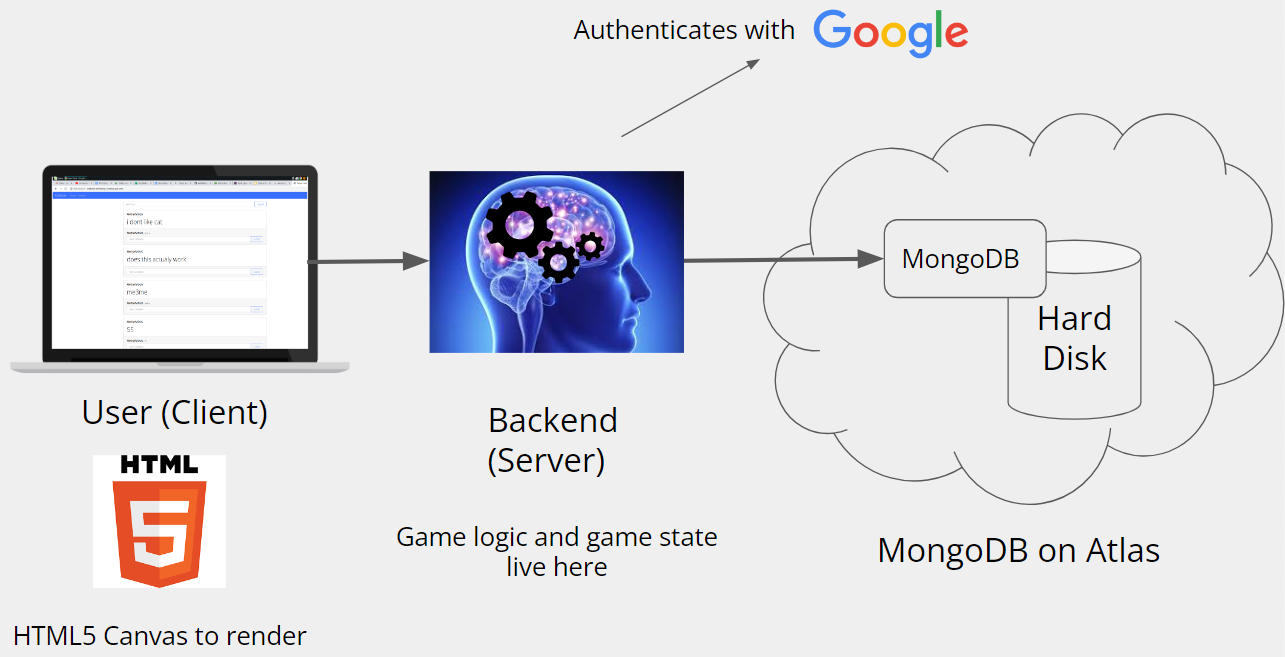 Authenticates with Google
i dont like cat
does this actualy work
me3me
55
MongoDB
Hard
Disk
User (Client)
Backend
(Server)
HTML
5
Game logic and game state
live here
MongoDB on Atlas
HTML5 Canvas to render